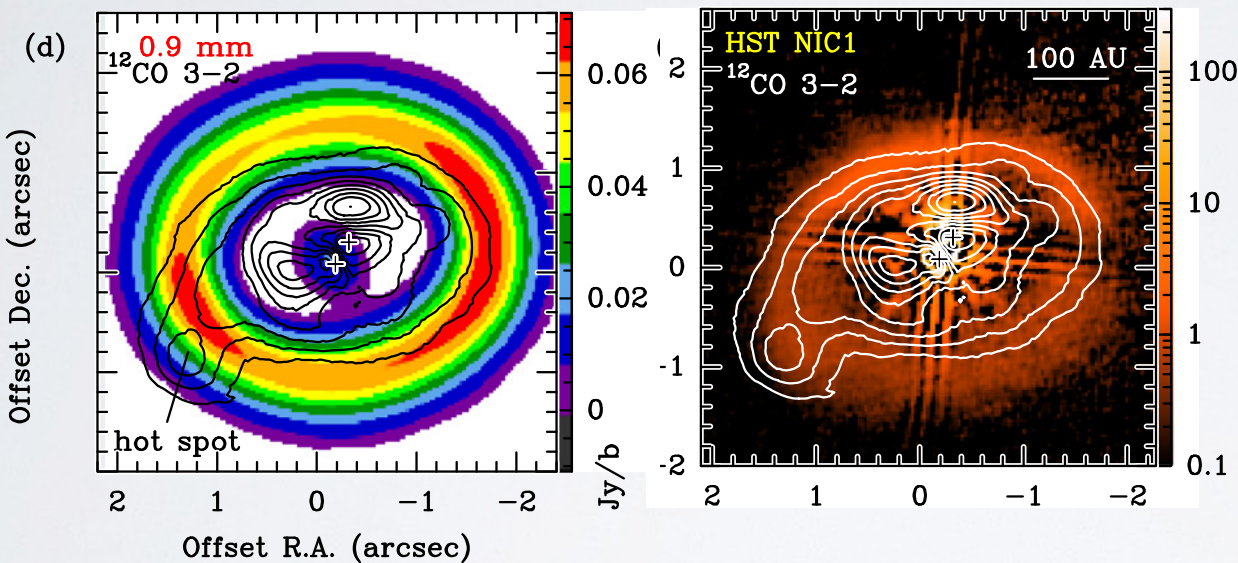 (d)
0.9 mm
¹²CO 3−2
hot spot
2 1 0 −1 −2
Offset R.A. (arcsec)
Offset Dec. (arcsec)
0.06
0.04
0.02
0
Jy/b
(
HST NIC1
¹²CO 3−2
100 AU
2
1
0
-1
-2
2 1 0 −1 −2
100
10
1
0.1